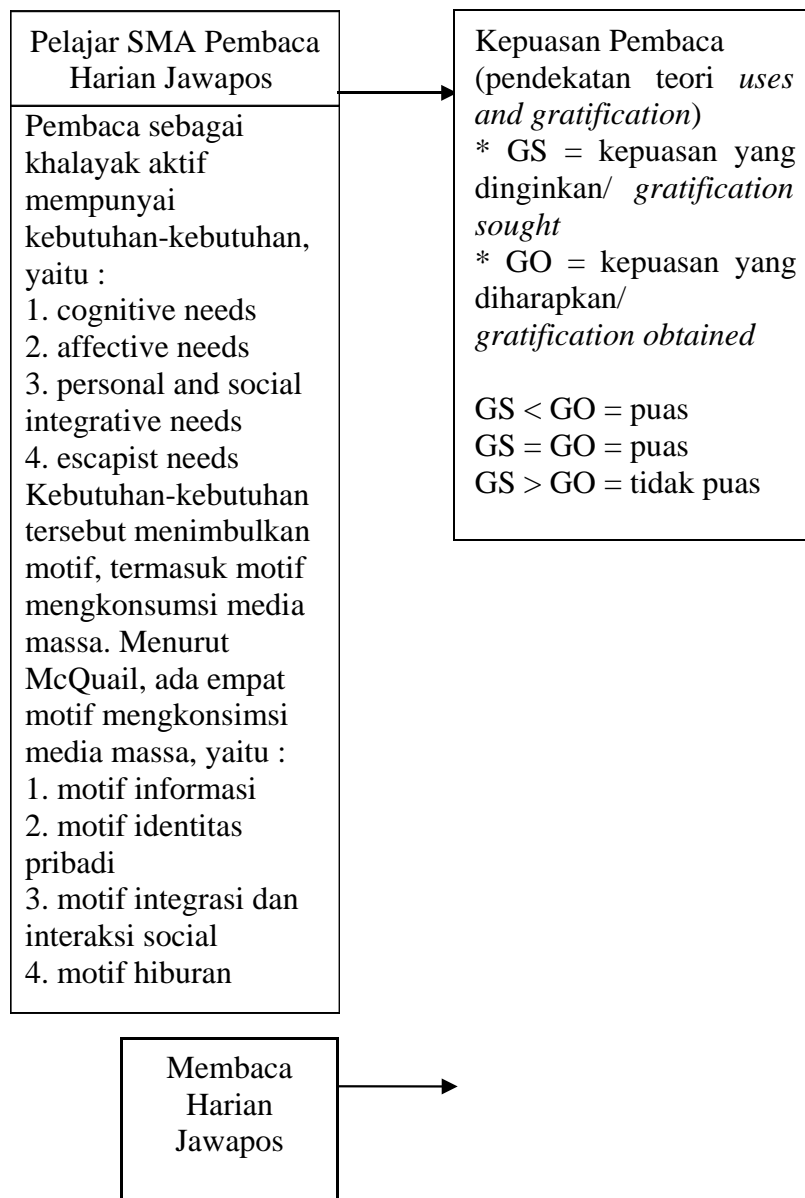 Pelajar SMA Pembaca
Harian Jawapos
Pembaca sebagai
khalayak aktif
mempunyai
kebutuhan-kebutuhan,
yaitu :
1. cognitive needs
2. affective needs
3. personal and social
integrative needs
4. escapist needs
Kebutuhan-kebutuhan
tersebut menimbulkan
motif, termasuk motif
mengkonsumsi media
massa. Menurut
McQuail, ada empat
motif mengkonsimsi
media massa, yaitu :
1. motif informasi
2. motif identitas
pribadi
3. motif integrasi dan
interaksi social
4. motif hiburan
Kepuasan Pembaca
(pendekatan teori uses
and gratification)
* GS = kepuasan yang
dinginkan/ gratification
sought
* GO = kepuasan yang
diharapkan/
gratification obtained
GS < GO = puas
GS = GO = puas
GS > GO = tidak puas
Membaca
Harian
Jawapos